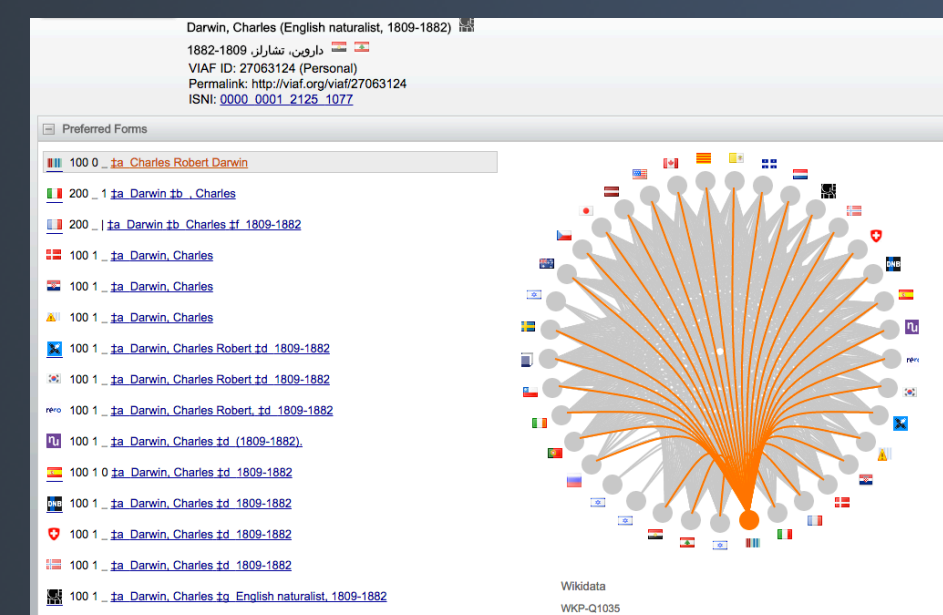 Darwin, Charles (English naturalist, 1809-1882)
داروين، تشارلز، 1809-1882
VIAF ID: 27063124 (Personal)
Permalink: http://viaf.org/viaf/27063124
ISNI: 0000 0001 2125 1077
Preferred Forms
100 0 _ ‡a Charles Robert Darwin
200 _ 1 ‡a Darwin ‡b , Charles
200 _ | ‡a Darwin ‡b Charles ‡f 1809-1882
100 1 _ ‡a Darwin, Charles
100 1 _ ‡a Darwin, Charles
100 1 _ ‡a Darwin, Charles
100 1 _ ‡a Darwin, Charles Robert ‡d 1809-1882
100 1 _ ‡a Darwin, Charles Robert ‡d 1809-1882
rero 100 1 _ ‡a Darwin, Charles Robert, ‡d 1809-1882
100 1 _ ‡a Darwin, Charles ‡d (1809-1882).
100 1 0 ‡a Darwin, Charles ‡d 1809-1882
DNB 100 1 _ ‡a Darwin, Charles ‡d 1809-1882
100 1 _ ‡a Darwin, Charles ‡d 1809-1882
100 1 _ ‡a Darwin, Charles ‡d 1809-1882
100 1 _ ‡a Darwin, Charles ‡g English naturalist, 1809-1882
DNB
rero
Wikidata
WKP-Q1035